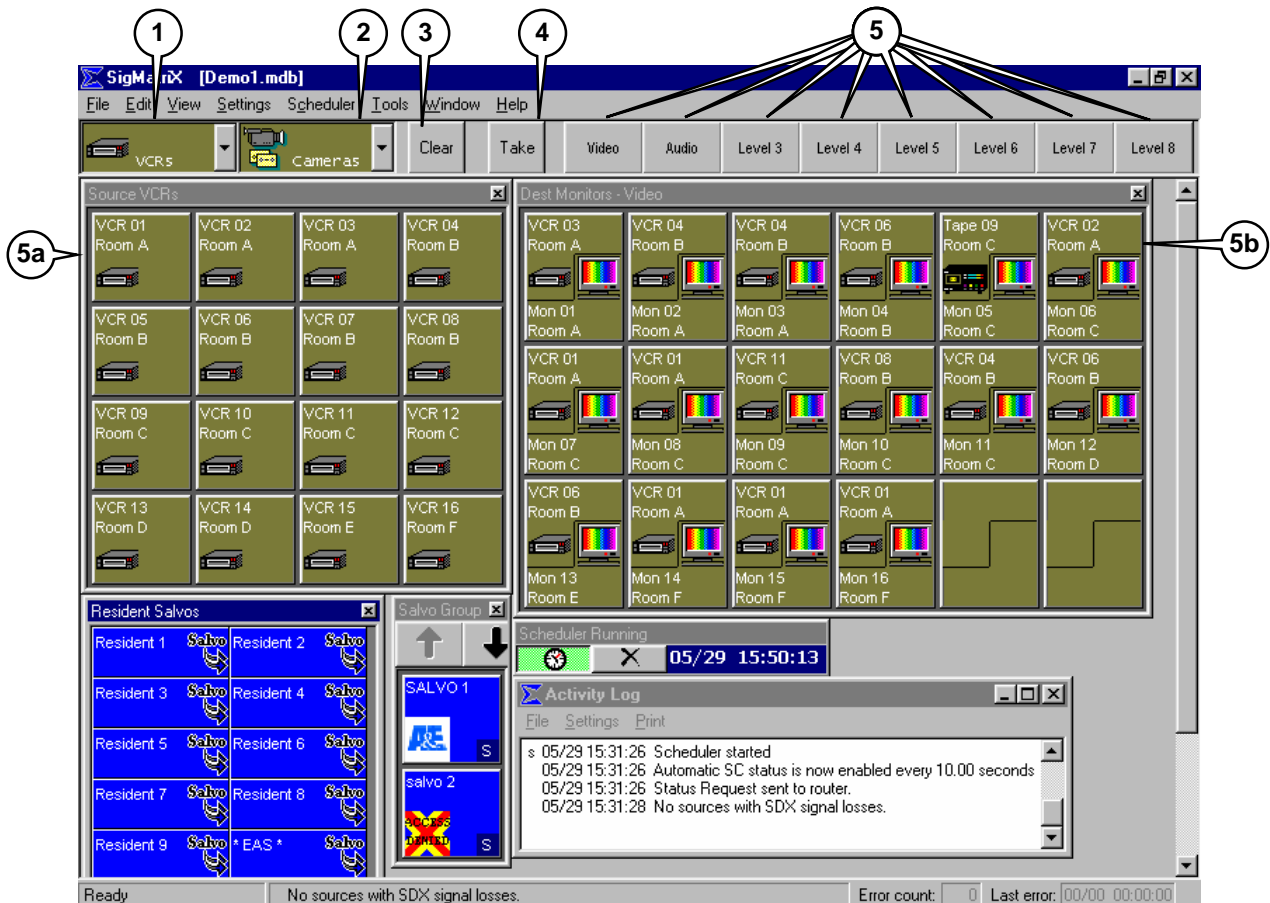 1
2
3
4
5
SigMatriX [Demo1.mdb]
File Edit View Settings Scheduler Tools Window Help
VCRs
Cameras
Clear
Take
Video
Audio
Level 3
Level 4
Level 5
Level 6
Level 7
Level 8
5a
5b
Source VCRs
VCR 01
Room A
VCR 02
Room A
VCR 03
Room A
VCR 04
Room B
VCR 05
Room B
VCR 06
Room B
VCR 07
Room B
VCR 08
Room B
VCR 09
Room C
VCR 10
Room C
VCR 11
Room C
VCR 12
Room C
VCR 13
Room D
VCR 14
Room D
VCR 15
Room E
VCR 16
Room F
Dest Monitors - Video
VCR 03
Room A
Mon 01
Room A
VCR 04
Room B
Mon 02
Room A
VCR 04
Room B
Mon 03
Room A
VCR 06
Room B
Mon 04
Room B
Tape 09
Room C
Mon 05
Room C
VCR 02
Room A
Mon 06
Room C
VCR 01
Room A
Mon 07
Room C
VCR 01
Room A
Mon 08
Room C
VCR 11
Room C
Mon 09
Room C
VCR 08
Room B
Mon 10
Room C
VCR 04
Room B
Mon 11
Room C
VCR 06
Room B
Mon 12
Room D
VCR 06
Room B
Mon 13
Room E
VCR 01
Room A
Mon 14
Room F
VCR 01
Room A
Mon 15
Room F
VCR 01
Room A
Mon 16
Room F
Resident Salvos
Resident 1 Salvo
Resident 2 Salvo
Resident 3 Salvo
Resident 4 Salvo
Resident 5 Salvo
Resident 6 Salvo
Resident 7 Salvo
Resident 8 Salvo
Resident 9 Salvo
* EAS * Salvo
Salvo Group
SALVO 1
A&E
S
salvo 2
ACCESS
DENIED
S
Scheduler Running
05/29 15:50:13
Activity Log
File Settings Print
s 05/29 15:31:26 Scheduler started
05/29 15:31:26 Automatic SC status is now enabled every 10.00 seconds
05/29 15:31:26 Status Request sent to router.
05/29 15:31:28 No sources with SDX signal losses.
Ready
No sources with SDX signal losses.
Error count: 0
Last error: 00/00 00:00:00